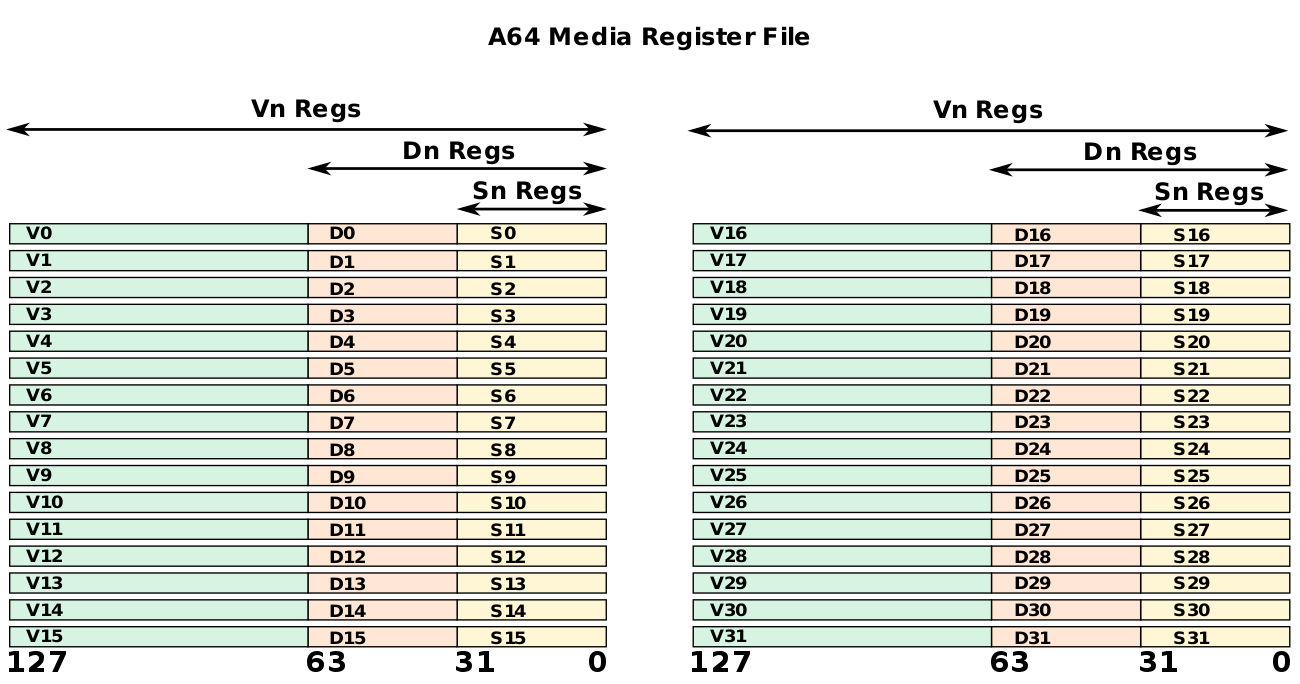 A64 Media Register File
Vn Regs
Dn Regs
Sn Regs
V0 D0 S0
V1 D1 S1
V2 D2 S2
V3 D3 S3
V4 D4 S4
V5 D5 S5
V6 D6 S6
V7 D7 S7
V8 D8 S8
V9 D9 S9
V10 D10 S10
V11 D11 S11
V12 D12 S12
V13 D13 S13
V14 D14 S14
V15 D15 S15
127 63 31 0
Vn Regs
Dn Regs
Sn Regs
V16 D16 S16
V17 D17 S17
V18 D18 S18
V19 D19 S19
V20 D20 S20
V21 D21 S21
V22 D22 S22
V23 D23 S23
V24 D24 S24
V25 D25 S25
V26 D26 S26
V27 D27 S27
V28 D28 S28
V29 D29 S29
V30 D30 S30
V31 D31 S31
127 63 31 0